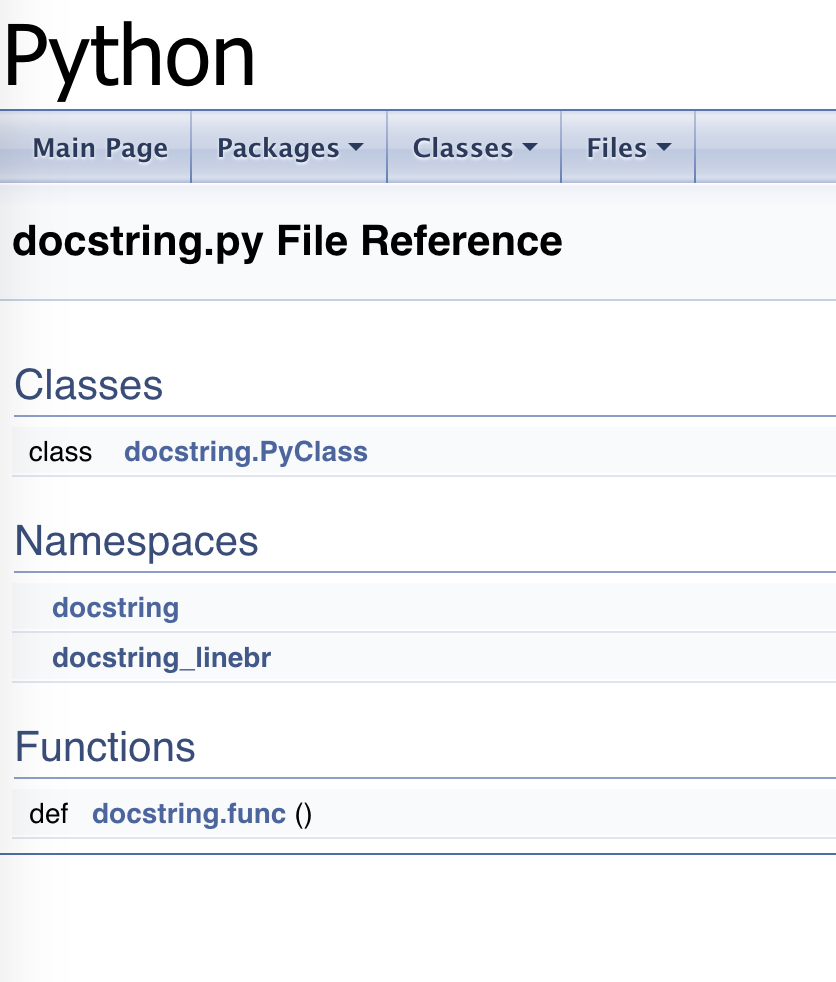 Python
Main Page Packages Classes Files
docstring.py File Reference
Classes
class docstring.PyClass
Namespaces
docstring
docstring_linebr
Functions
def docstring.func ()